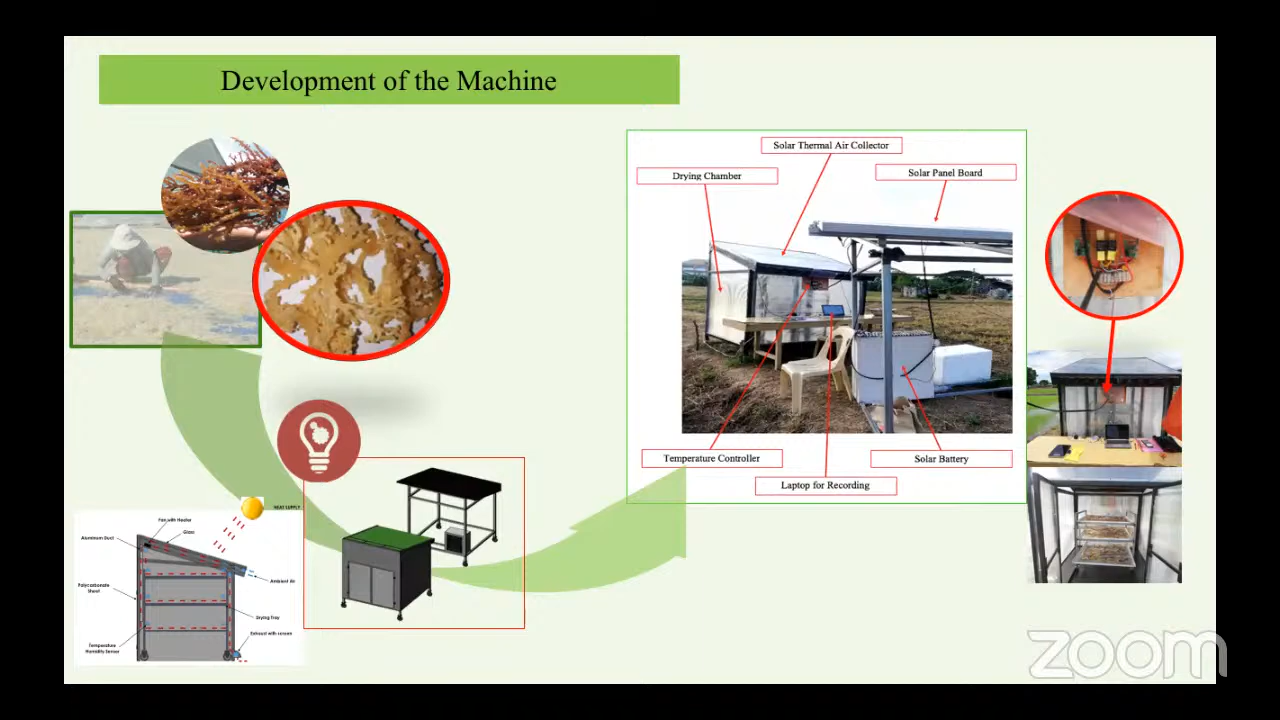 Development of the Machine
Solar Thermal Air Collector
Drying Chamber
Solar Panel Board
Temperature Controller
Solar Battery
Laptop for Recording
HEAT SUPPLY
Fan with Heater
Glass
Aluminum Duct
Ambient Air
Polycarbonate
Sheet
Drying Tray
Temperature
Humidity Sensor
Exhaust with screen
zoom